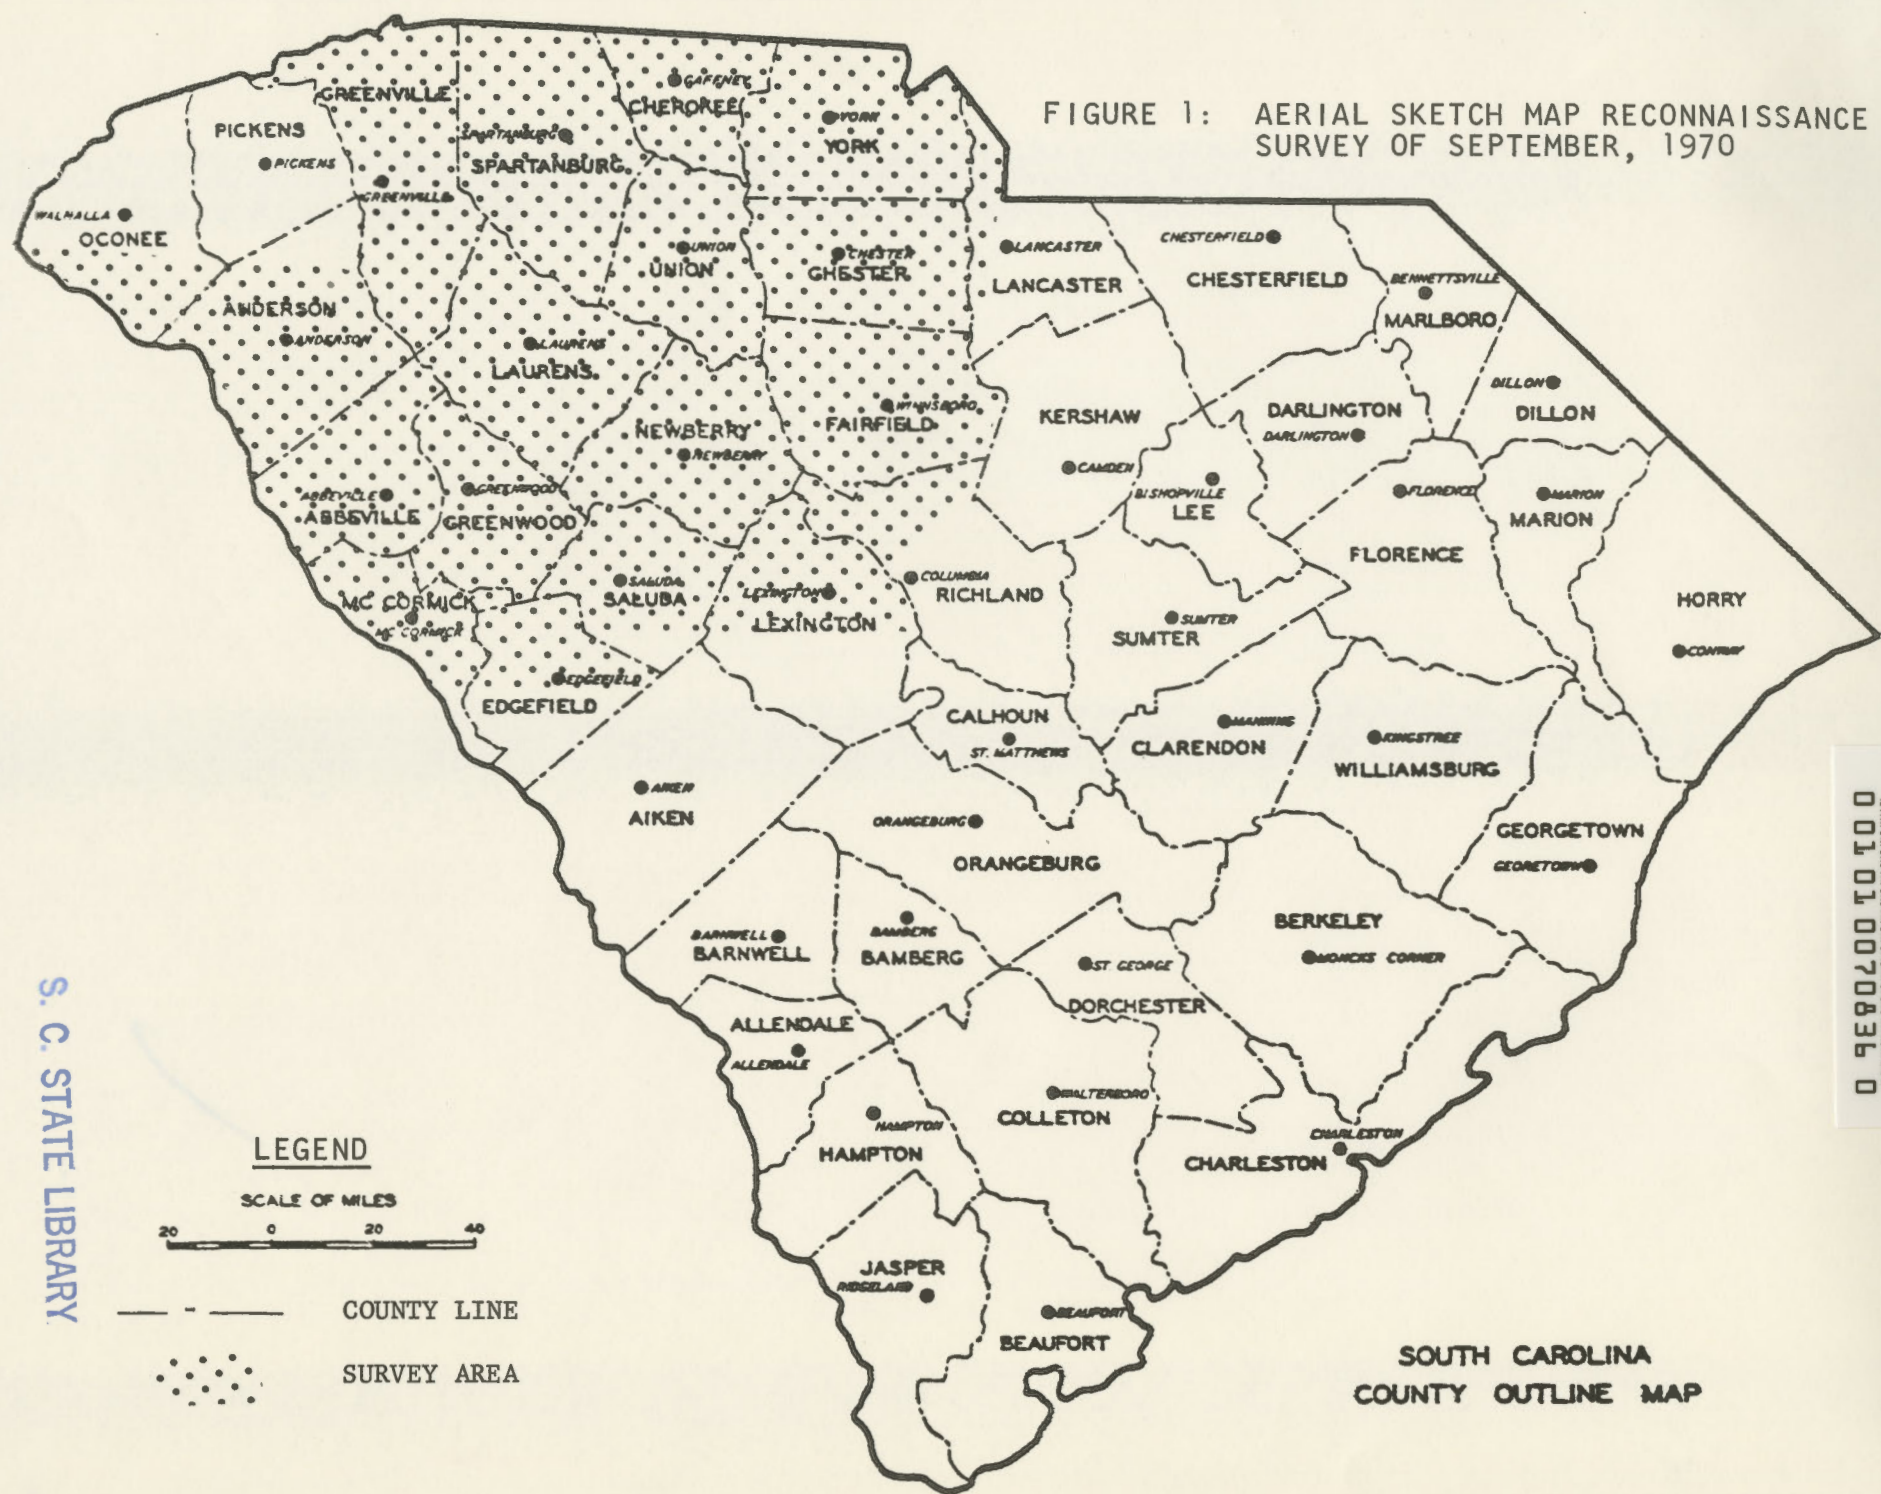 FIGURE 1: AERIAL SKETCH MAP RECONNAISSANCE
SURVEY OF SEPTEMBER, 1970
GREENVILLE
GAFFNEY
CHEROKEE
PICKENS
PICKENS
YORK
YORK
SPARTANBURG
SPARTANBURG
GREENVILLE
WALHALLA
OCONEE
UNION
UNION
CHESTER
CHESTER
LANCASTER
LANCASTER
CHESTERFIELD
CHESTERFIELD
BENNETTSVILLE
MARLBORO
ANDERSON
ANDERSON
LAURENS
LAURENS
DILLON
DILLON
WINNSBORO
FAIRFIELD
KERSHAW
CAMDEN
DARLINGTON
DARLINGTON
NEWBERRY
NEWBERRY
BISHOPVILLE
LEE
FLORENCE
FLORENCE
MARION
MARION
ABBEVILLE
ABBEVILLE
GREENWOOD
GREENWOOD
MC CORMICK
MC CORMICK
SALUDA
SALUDA
LEXINGTON
LEXINGTON
COLUMBIA
RICHLAND
SUMTER
SUMTER
HORRY
CONWAY
EDGEFIELD
EDGEFIELD
CALHOUN
ST. MATTHEWS
MANNING
CLARENDON
KINGSTREE
WILLIAMSBURG
AIKEN
AIKEN
ORANGEBURG
ORANGEBURG
GEORGETOWN
GEORETOWN
BARNWELL
BARNWELL
BAMBERG
BAMBERG
BERKELEY
MONCKS CORNER
ST. GEORGE
DORCHESTER
ALLENDALE
ALLENDALE
WALTERBORO
COLLETON
HAMPTON
HAMPTON
CHARLESTON
CHARLESTON
JASPER
RIDGELAND
BEAUFORT
BEAUFORT
LEGEND
SCALE OF MILES
20 0 20 40
COUNTY LINE
SURVEY AREA
SOUTH CAROLINA
COUNTY OUTLINE MAP
S. C. STATE LIBRARY
0 01 01 0070836 0